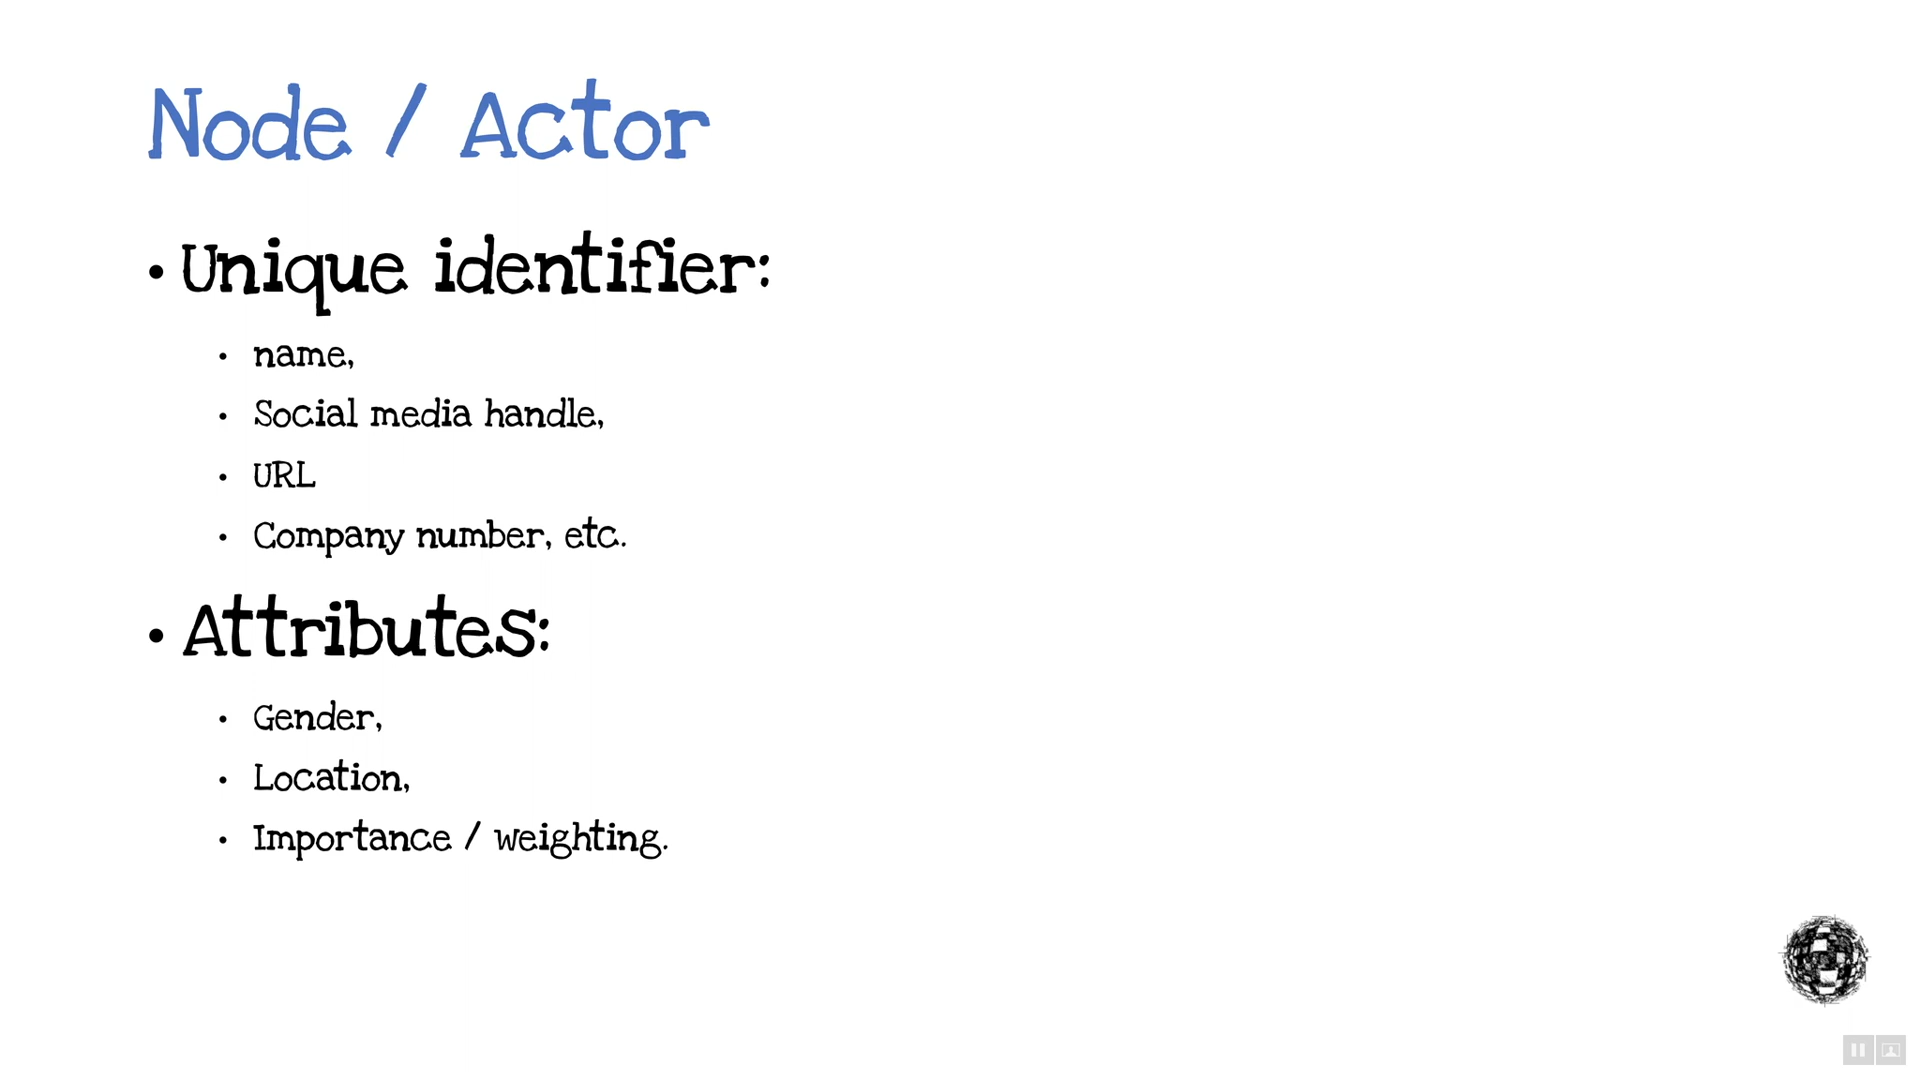 Node / Actor
• Unique identifier:
• name,
• Social media handle,
• URL
• Company number, etc.
• Attributes:
• Gender,
• Location,
• Importance / weighting.